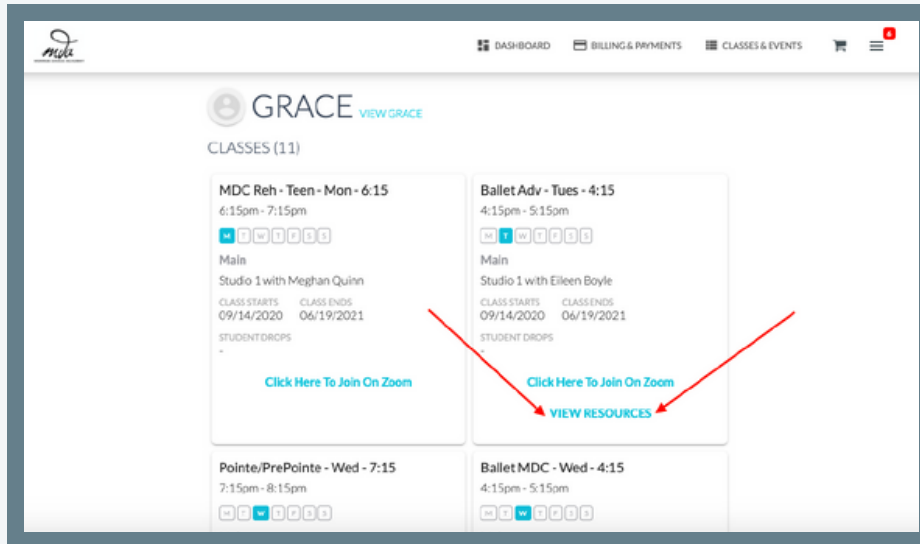 mda
DASHBOARD BILLING & PAYMENTS CLASSES & EVENTS 6
GRACE VIEW GRACE
CLASSES (11)
MDC Reh - Teen - Mon - 6:15
6:15pm - 7:15pm
M T W T F S S
Main
Studio 1 with Meghan Quinn
CLASS STARTS CLASS ENDS
09/14/2020 06/19/2021
STUDENT DROPS
-
Click Here To Join On Zoom
Ballet Adv - Tues - 4:15
4:15pm - 5:15pm
M T W T F S S
Main
Studio 1 with Eileen Boyle
CLASS STARTS CLASS ENDS
09/14/2020 06/19/2021
STUDENT DROPS
-
Click Here To Join On Zoom
VIEW RESOURCES
Pointe/PrePointe - Wed - 7:15
7:15pm - 8:15pm
M T W T F S S
Ballet MDC - Wed - 4:15
4:15pm - 5:15pm
M T W T F S S